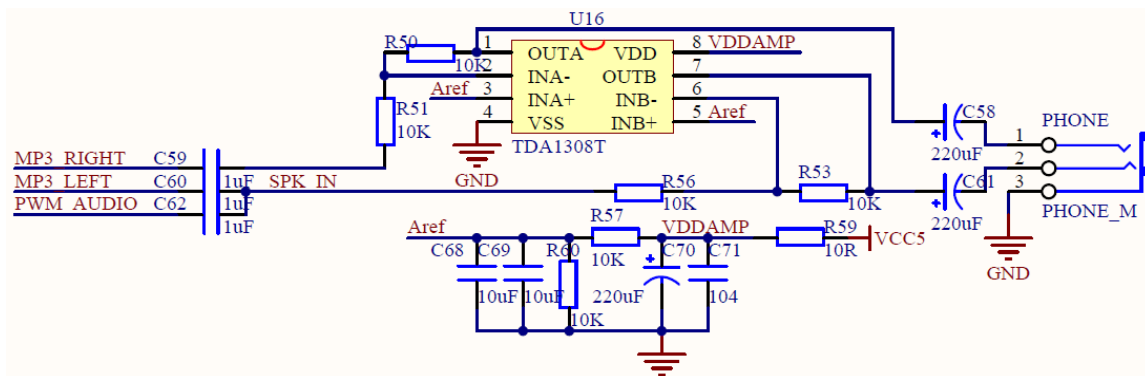 U16
R50
10K
1 OUTA VDD 8 VDDAMP
2 INA- OUTB 7
Aref 3 INA+ INB- 6
4 VSS INB+ 5 Aref
TDA1308T
GND
R51
10K
C58
220uF
PHONE
1
2
3
PHONE_M
GND
MP3_RIGHT C59
MP3_LEFT C60 1uF SPK_IN
PWM_AUDIO C62 1uF
1uF
R56
10K
R53
10K
C61
220uF
Aref
R57
10K
VDDAMP
R59
10R
VCC5
C68 C69 R60 C70 C71
10uF 10uF 220uF 104
10K